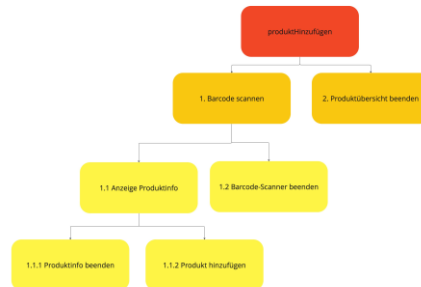 produktHinzufügen
1. Barcode scannen
2. Produktübersicht beenden
1.1 Anzeige Produktinfo
1.2 Barcode-Scanner beenden
1.1.1 Produktinfo beenden
1.1.2 Produkt hinzufügen